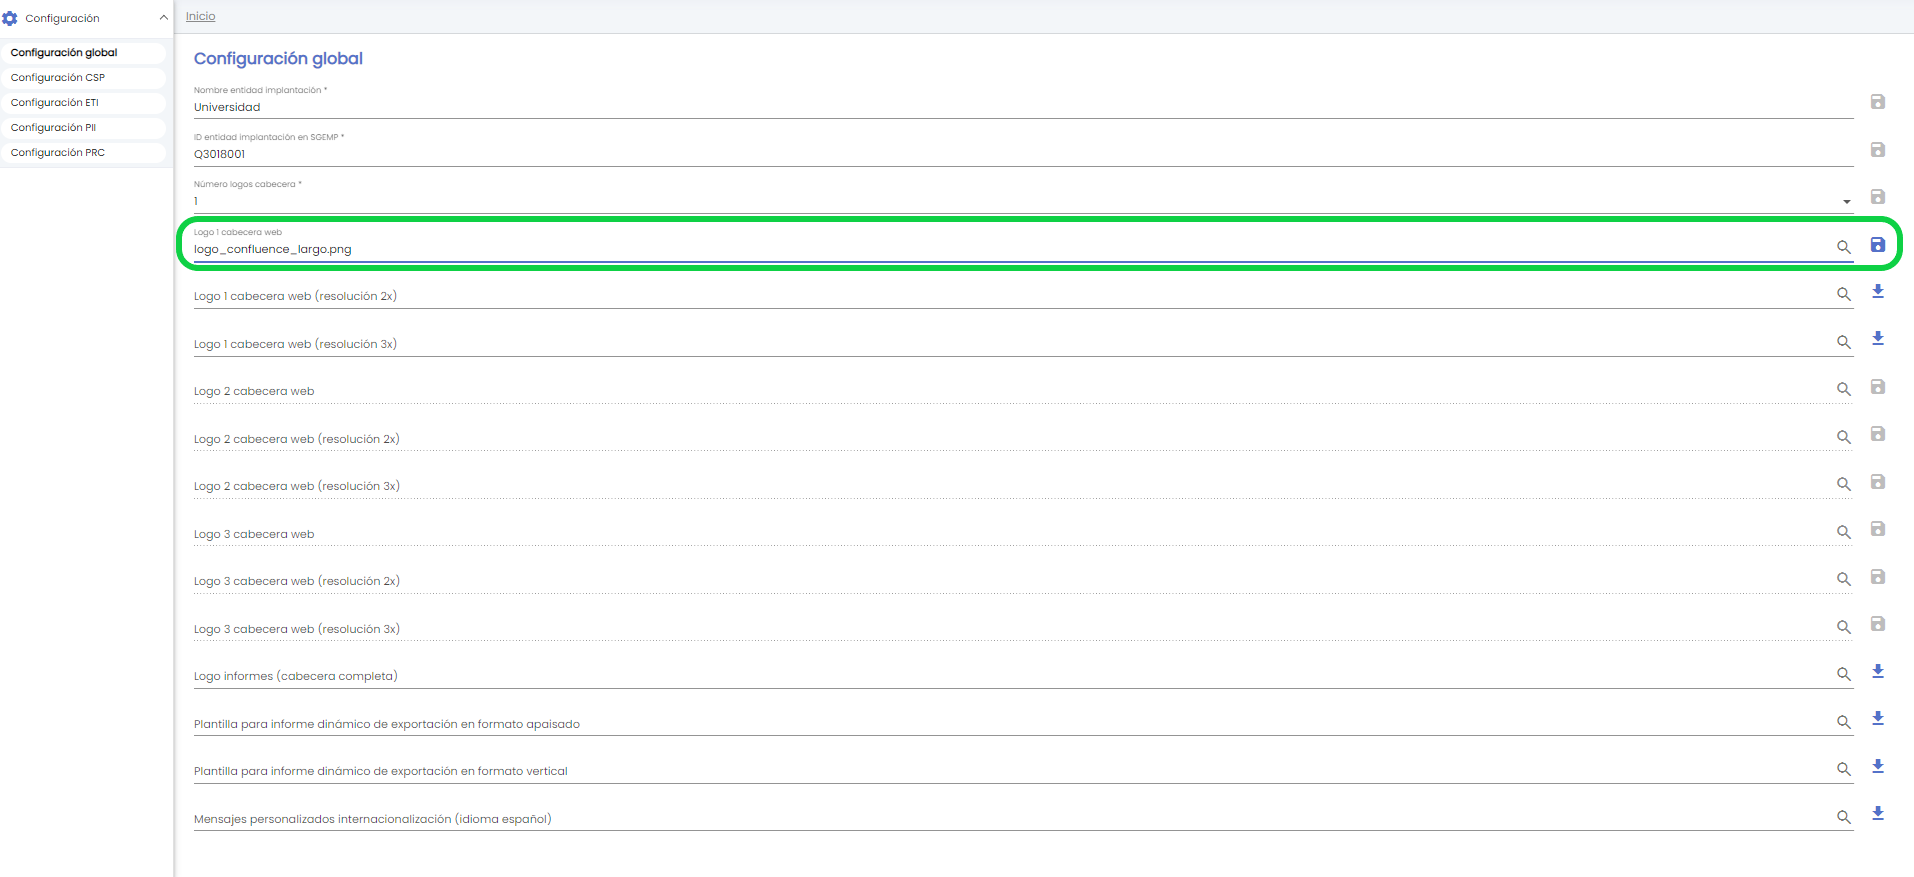 Configuración
Configuración global
Configuración CSP
Configuración ETI
Configuración PII
Configuración PRC
Inicio
Configuración global
Nombre entidad implantación *
Universidad
ID entidad implantación en SGEMP *
Q3018001
Número logos cabecera *
1
Logo 1 cabecera web
logo_confluence_largo.png
Logo 1 cabecera web (resolución 2x)
Logo 1 cabecera web (resolución 3x)
Logo 2 cabecera web
Logo 2 cabecera web (resolución 2x)
Logo 2 cabecera web (resolución 3x)
Logo 3 cabecera web
Logo 3 cabecera web (resolución 2x)
Logo 3 cabecera web (resolución 3x)
Logo informes (cabecera completa)
Plantilla para informe dinámico de exportación en formato apaisado
Plantilla para informe dinámico de exportación en formato vertical
Mensajes personalizados internacionalización (idioma español)